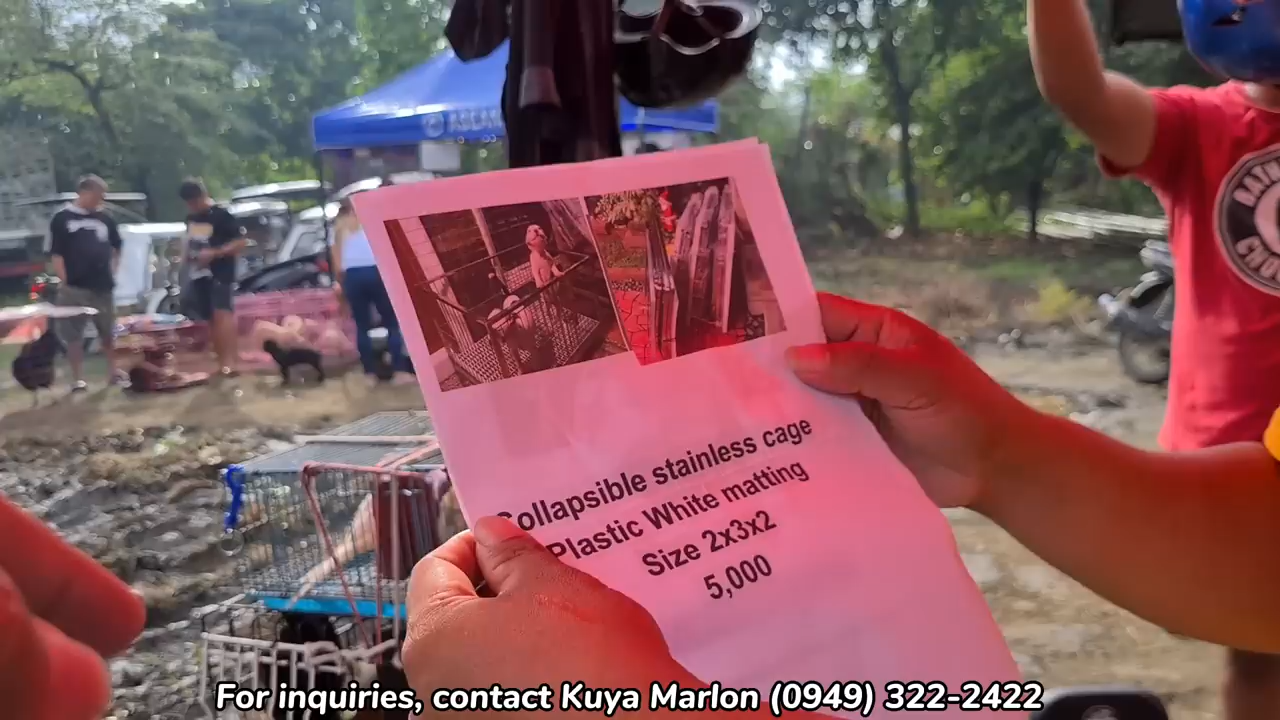 Collapsible stainless cage
Plastic White matting
Size 2x3x2
5,000
For inquiries, contact Kuya Marlon (0949) 322-2422